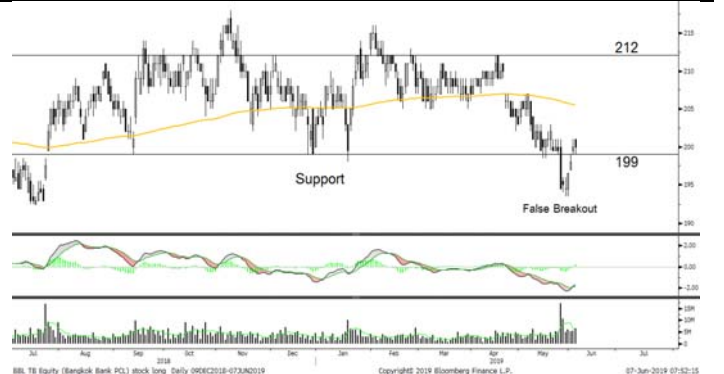 215
212
210
205
200
199
195
Support
False Breakout
190
2.00
0.00
-2.00
15M
10M
5M
0
Jul Aug Sep Oct Nov Dec Jan Feb Mar Apr May Jun Jul
2018 2019
BBL TB Equity (Bangkok Bank PCL) stock long Daily 09DEC2018-07JUN2019 Copyright© 2019 Bloomberg Finance L.P. 07-Jun-2019 07:52:15